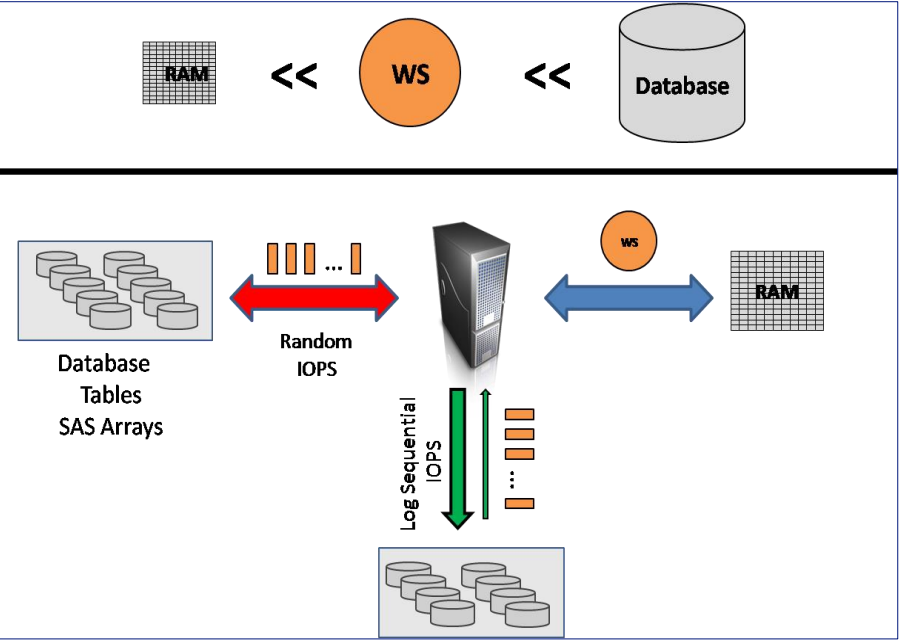 RAM << WS << Database
ws
... 
RAM
Random
IOPS
Database
Tables
SAS Arrays
Log Sequential
IOPS
...